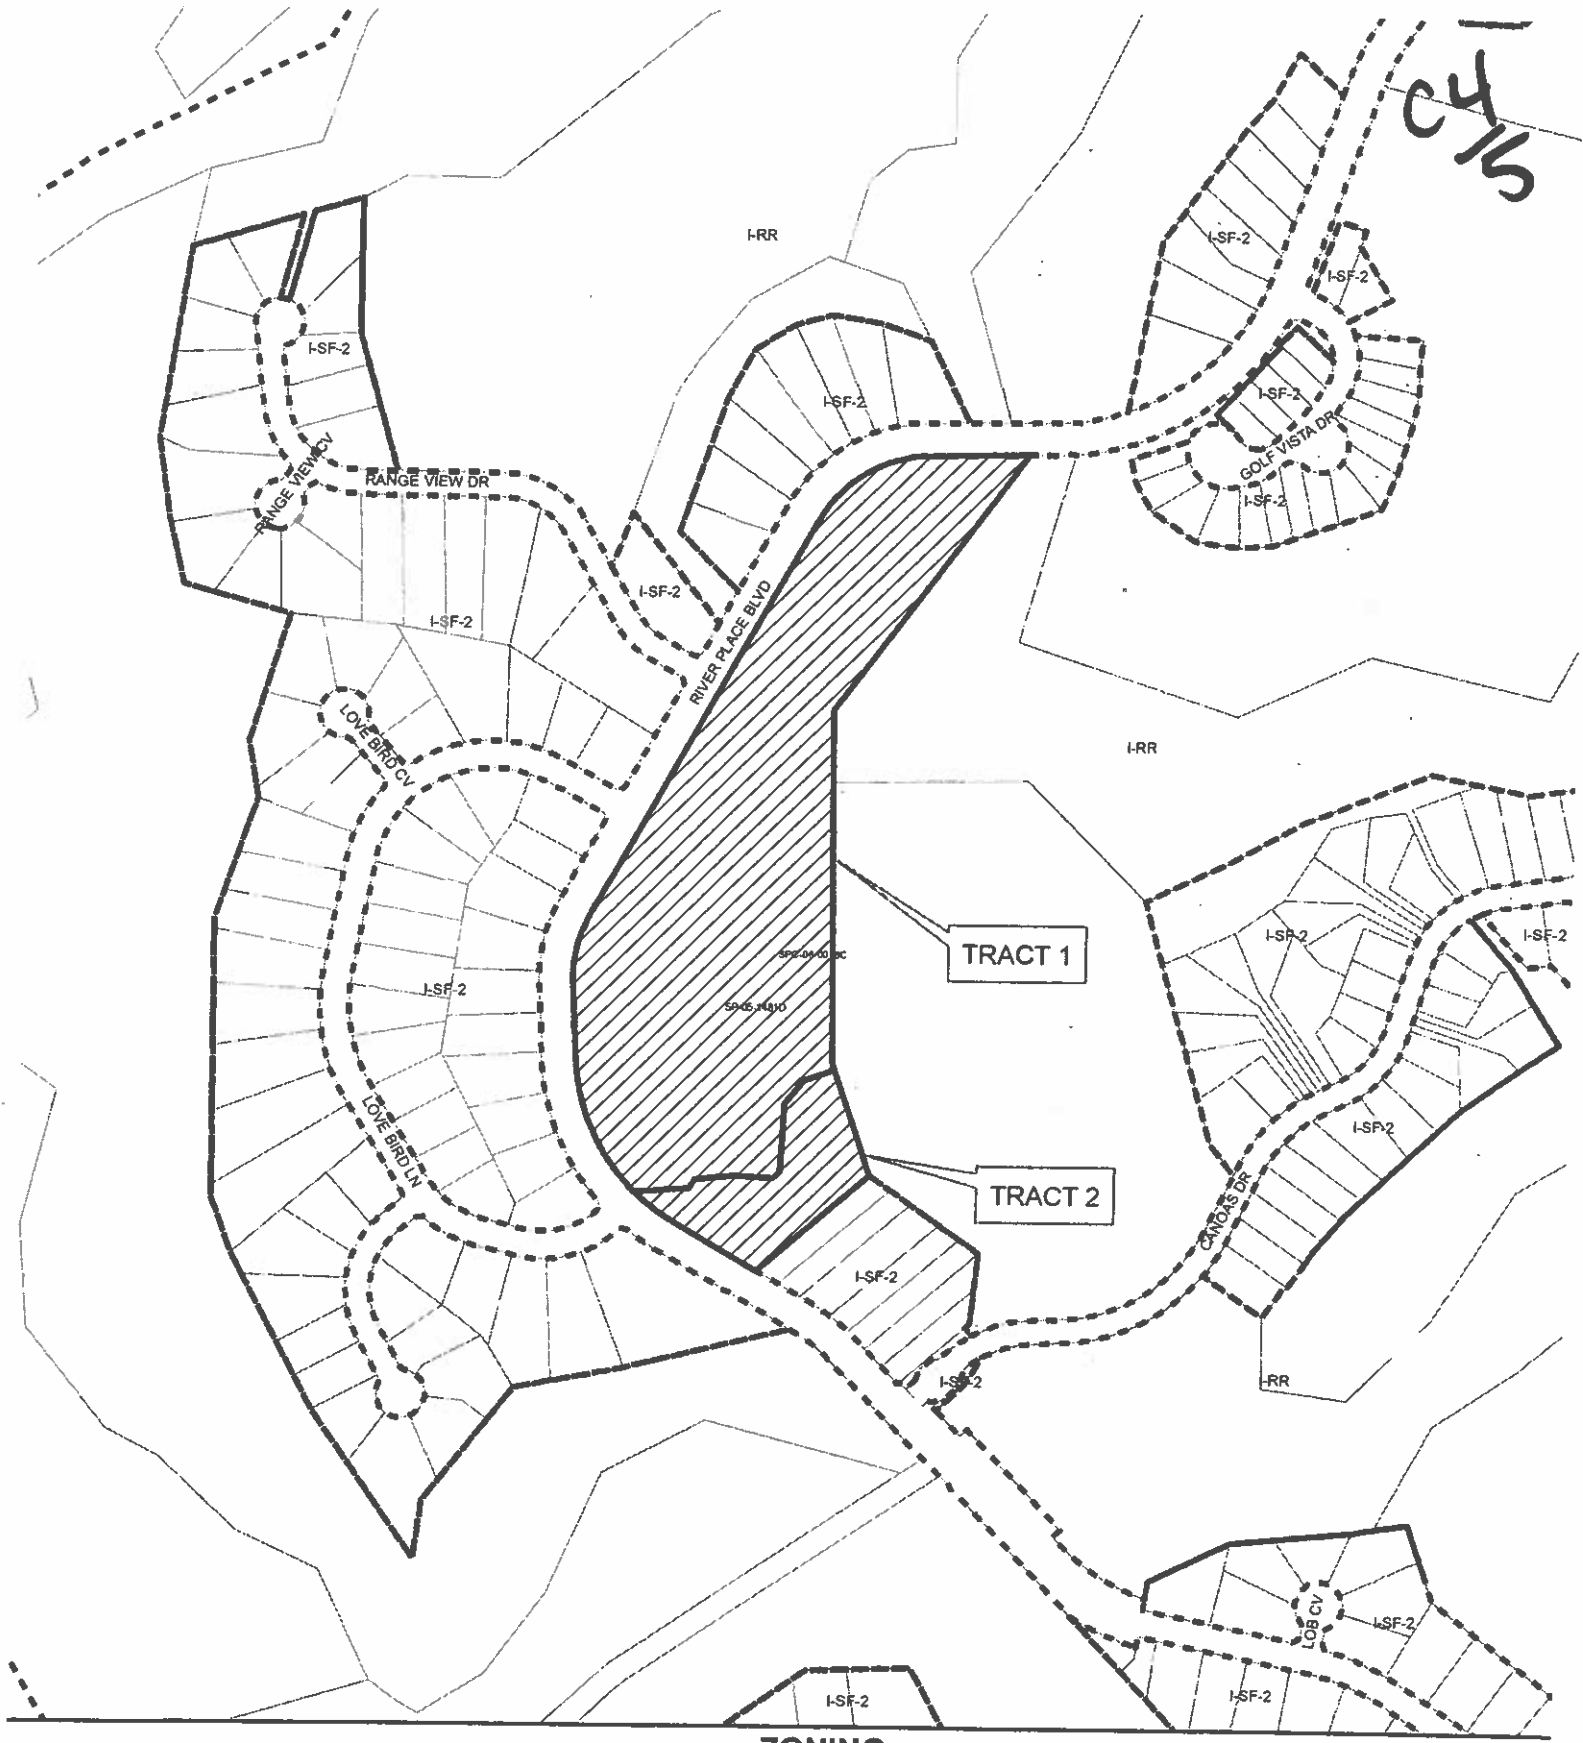 C4/15
I-RR
I-SF-2
I-SF-2
I-SF-2
I-SF-2
I-SF-2
GOLF VISTA DR
I-SF-2
RANGE VIEW CV
RANGE VIEW DR
I-SF-2
I-SF-2
RIVER PLACE BLVD
LOVE BIRD CV
I-RR
I-SF-2
I-SF-2
TRACT 1
I-SF-2
LOVE BIRD LN
I-SF-2
TRACT 2
CANOAS DR
I-SF-2
I-SF-2
I-RR
LOB CV
I-SF-2
I-SF-2
I-SF-2
ZONING